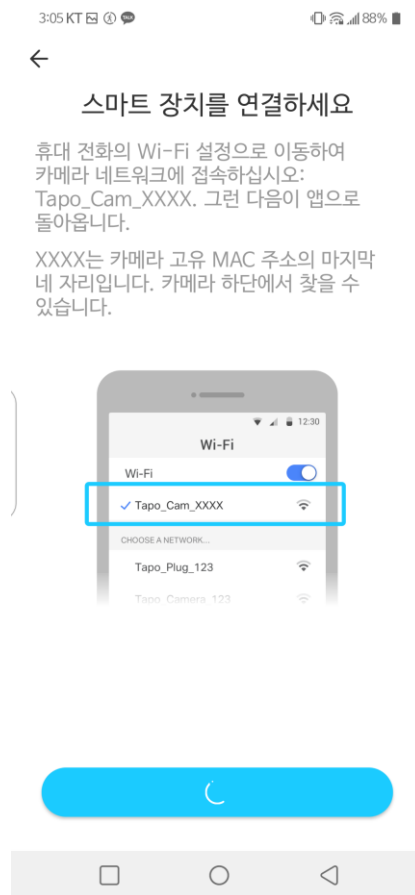 3:05 KT 88%
스마트 장치를 연결하세요
휴대 전화의 Wi-Fi 설정으로 이동하여
카메라 네트워크에 접속하십시오:
Tapo_Cam_XXXX. 그런 다음이 앱으로
돌아옵니다.
XXXX는 카메라 고유 MAC 주소의 마지막
네 자리입니다. 카메라 하단에서 찾을 수
있습니다.
12:30
Wi-Fi
Wi-Fi
Tapo_Cam_XXXX
CHOOSE A NETWORK...
Tapo_Plug_123
Tapo_Camera_123